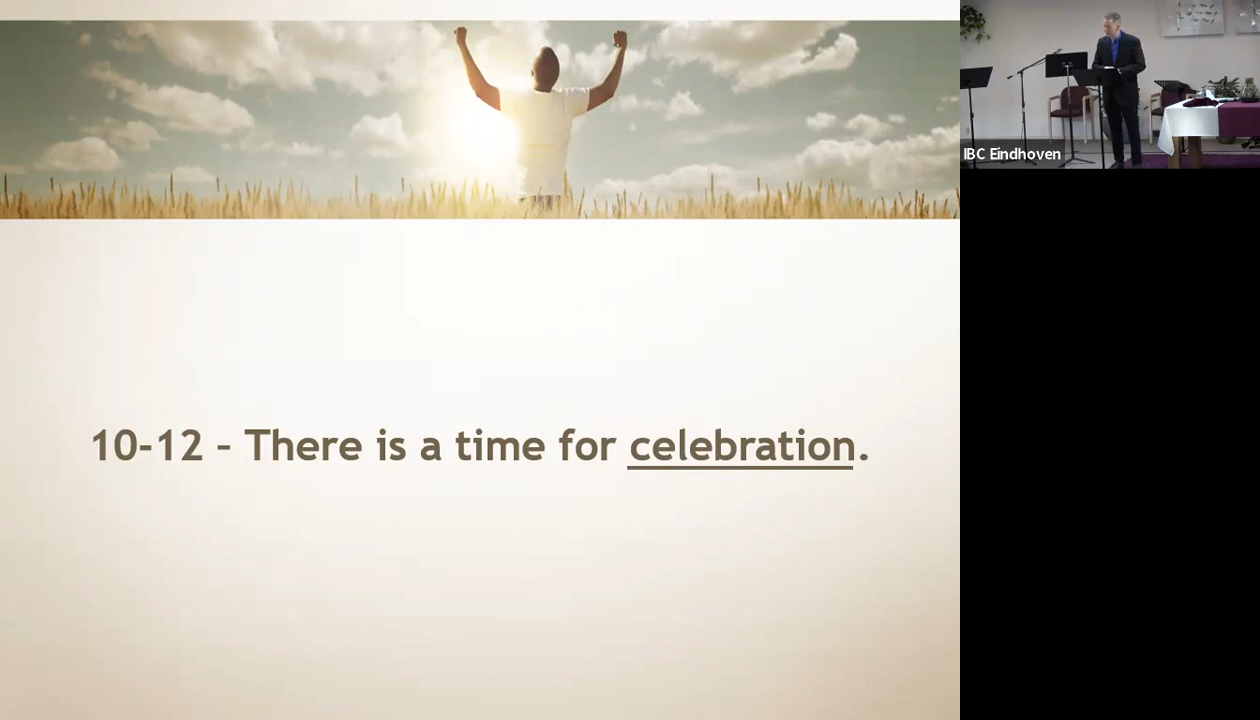 10-12 – There is a time for celebration.
IBC Eindhoven